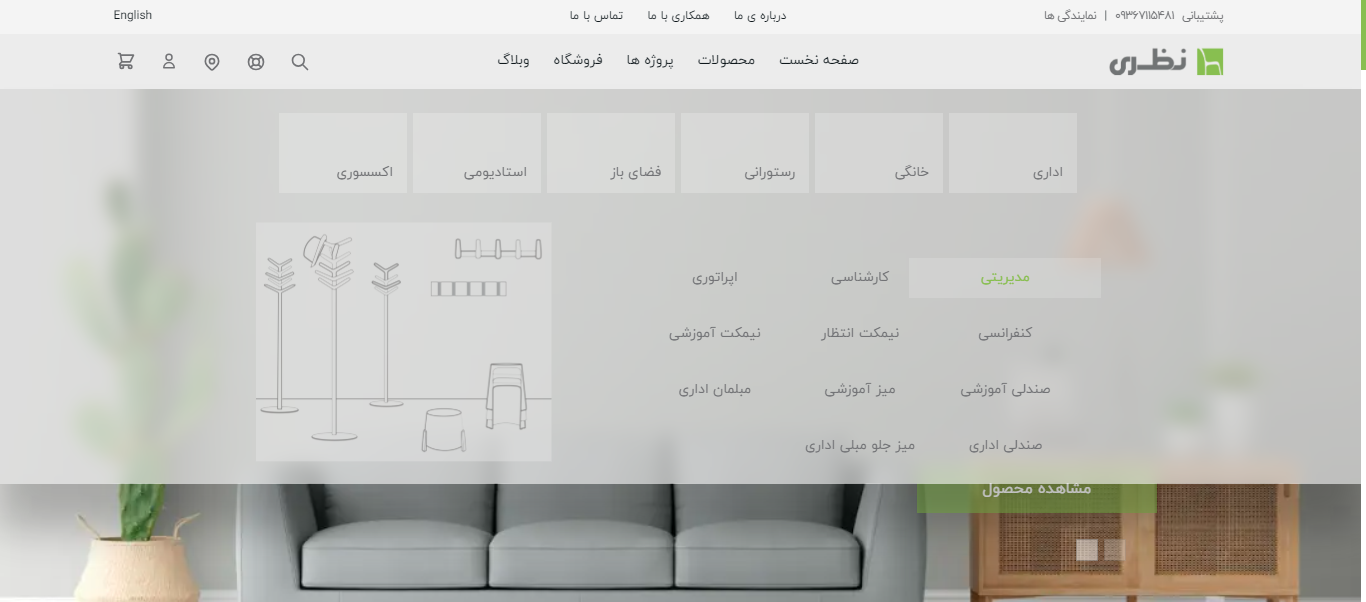 پشتیبانی ۰۹۳۶۷۱۱۵۴۸۱ | نمایندگی ها
درباره ی ما همکاری با ما تماس با ما
English
نظری
صفحه نخست محصولات پروژه ها فروشگاه وبلاگ
اداری خانگی رستورانی فضای باز استادیومی اکسسوری
مدیریتی کارشناسی اپراتوری
کنفرانسی نیمکت انتظار نیمکت آموزشی
صندلی آموزشی میز آموزشی مبلمان اداری
صندلی اداری میز جلو مبلی اداری
مشاهده محصول